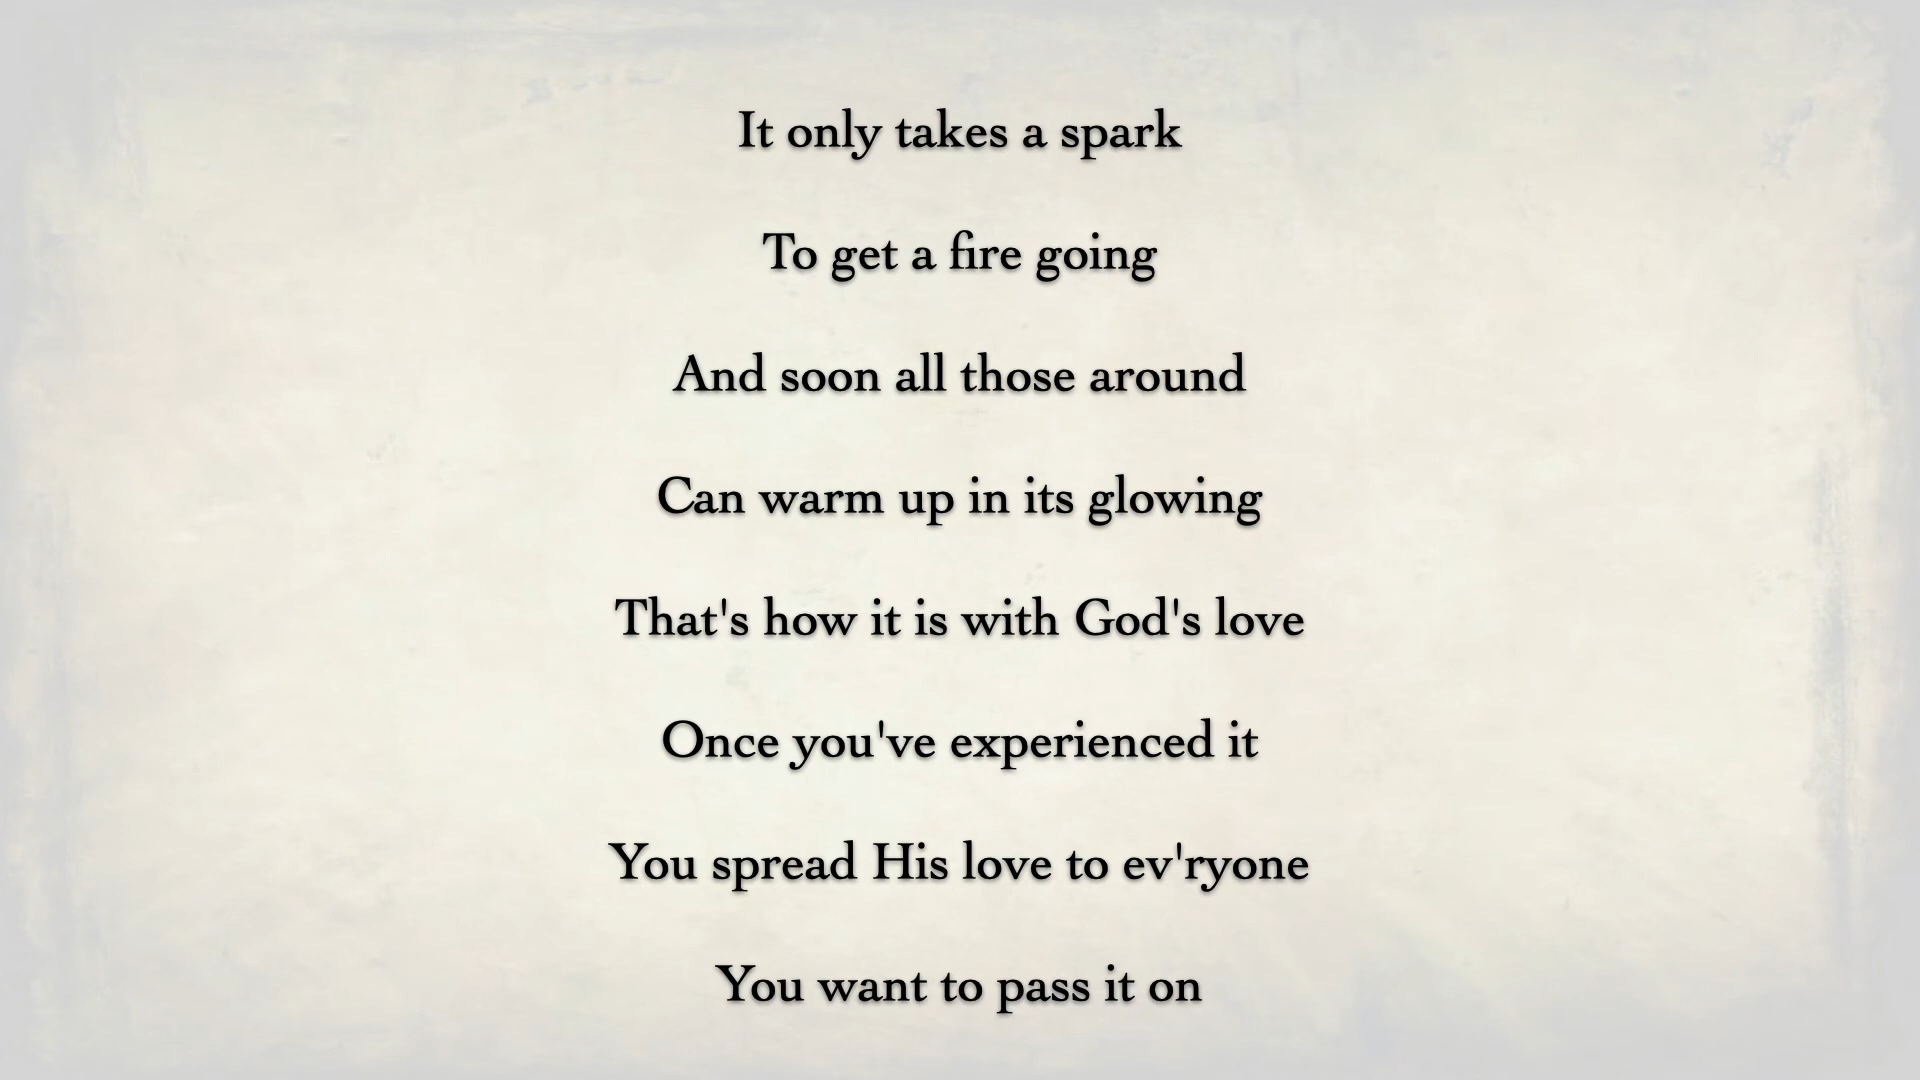 It only takes a spark
To get a fire going
And soon all those around
Can warm up in its glowing
That's how it is with God's love
Once you've experienced it
You spread His love to ev'ryone
You want to pass it on